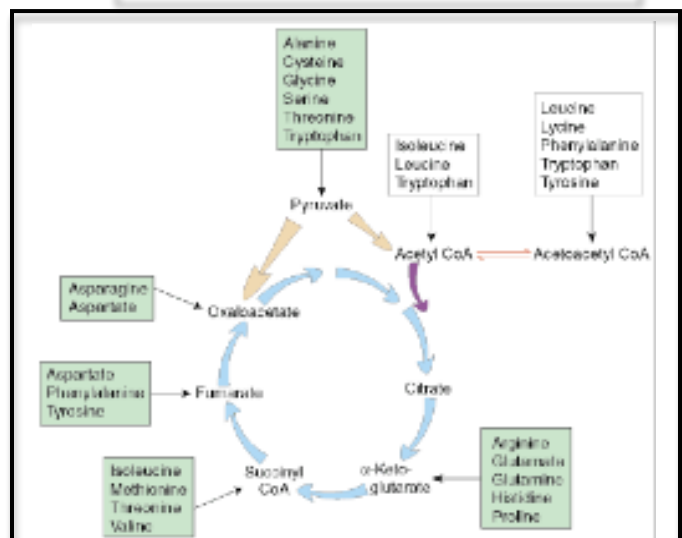 Alanine
Cysteine
Glycine
Serine
Threonine
Tryptophan
Leucine
Lycine
Phenylalanine
Tryptophan
Tyrosine
Isoleucine
Leucine
Tryptophan
Pyruvate
Acetyl CoA
Acetoacetyl CoA
Asparagine
Aspartate
Oxaloacetate
Aspartate
Phenylalanine
Tyrosine
Fumarate
Citrate
Isoleucine
Methionine
Threonine
Valine
Succinyl
CoA
α-Keto-
glutarate
Arginine
Glutamate
Glutamine
Histidine
Proline